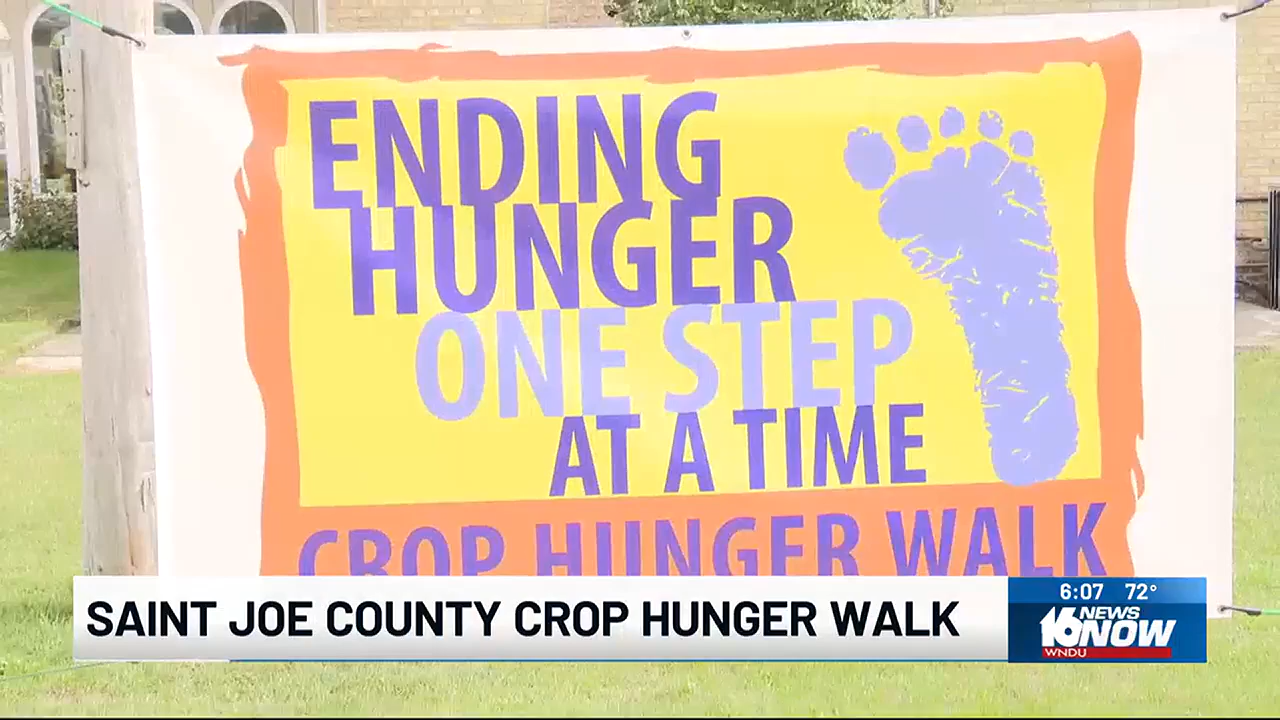 ENDING
HUNGER
ONE STEP
AT A TIME
CROP HUNGER WALK
SAINT JOE COUNTY CROP HUNGER WALK
6:07 72°
16 NEWS
NOW
WNDU